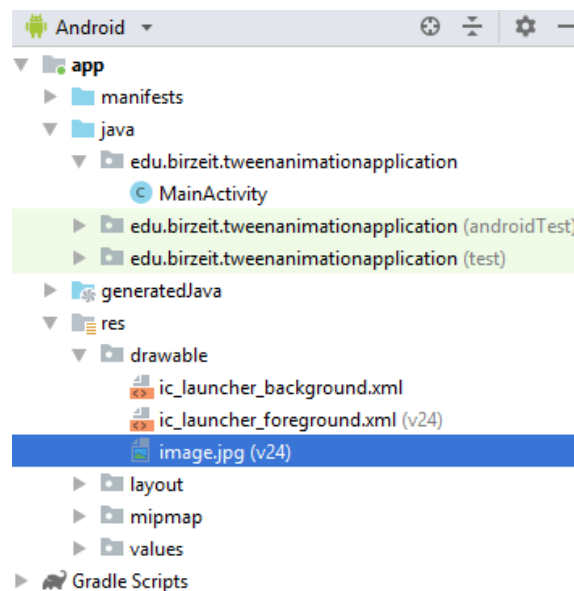 Android
app
manifests
java
edu.birzeit.tweenanimationapplication
C MainActivity
edu.birzeit.tweenanimationapplication (androidTest)
edu.birzeit.tweenanimationapplication (test)
generatedJava
res
drawable
ic_launcher_background.xml
ic_launcher_foreground.xml (v24)
image.jpg (v24)
layout
mipmap
values
Gradle Scripts